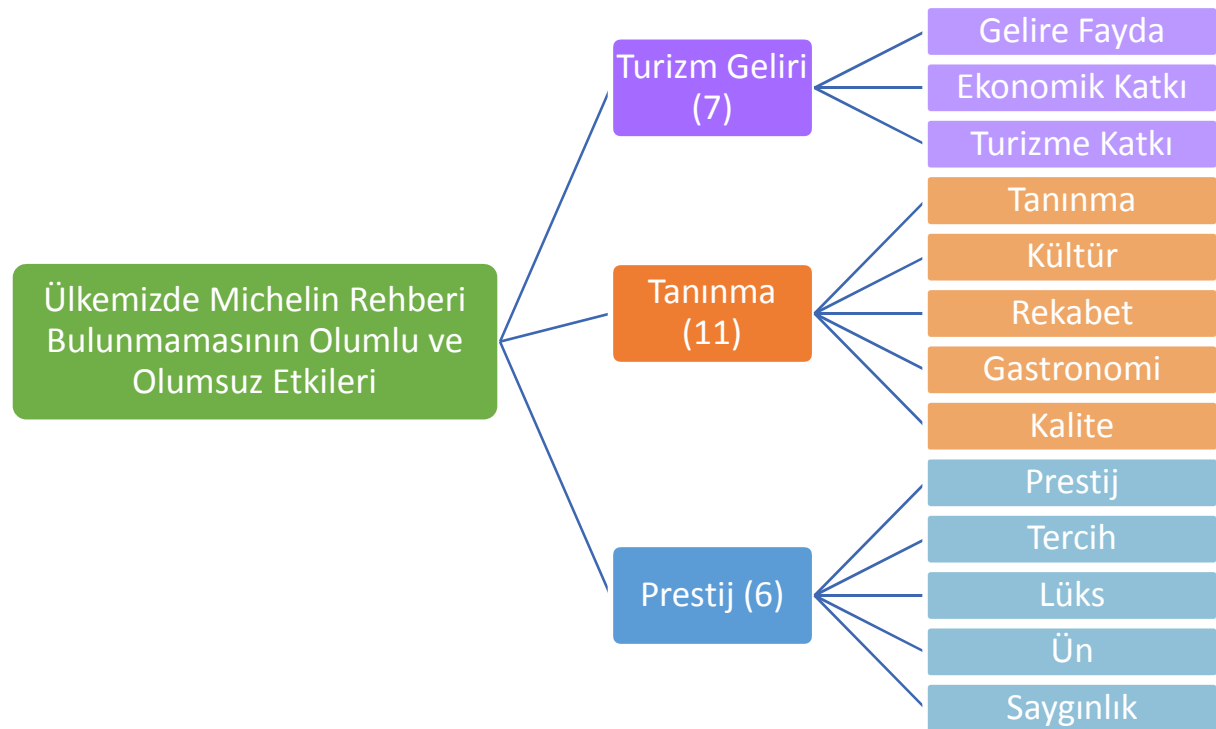 Ülkemizde Michelin Rehberi
Bulunmamasının Olumlu ve
Olumsuz Etkileri
Turizm Geliri
(7)
Gelire Fayda
Ekonomik Katkı
Turizme Katkı
Tanınma
(11)
Tanınma
Kültür
Rekabet
Gastronomi
Kalite
Prestij (6)
Prestij
Tercih
Lüks
Ün
Saygınlık